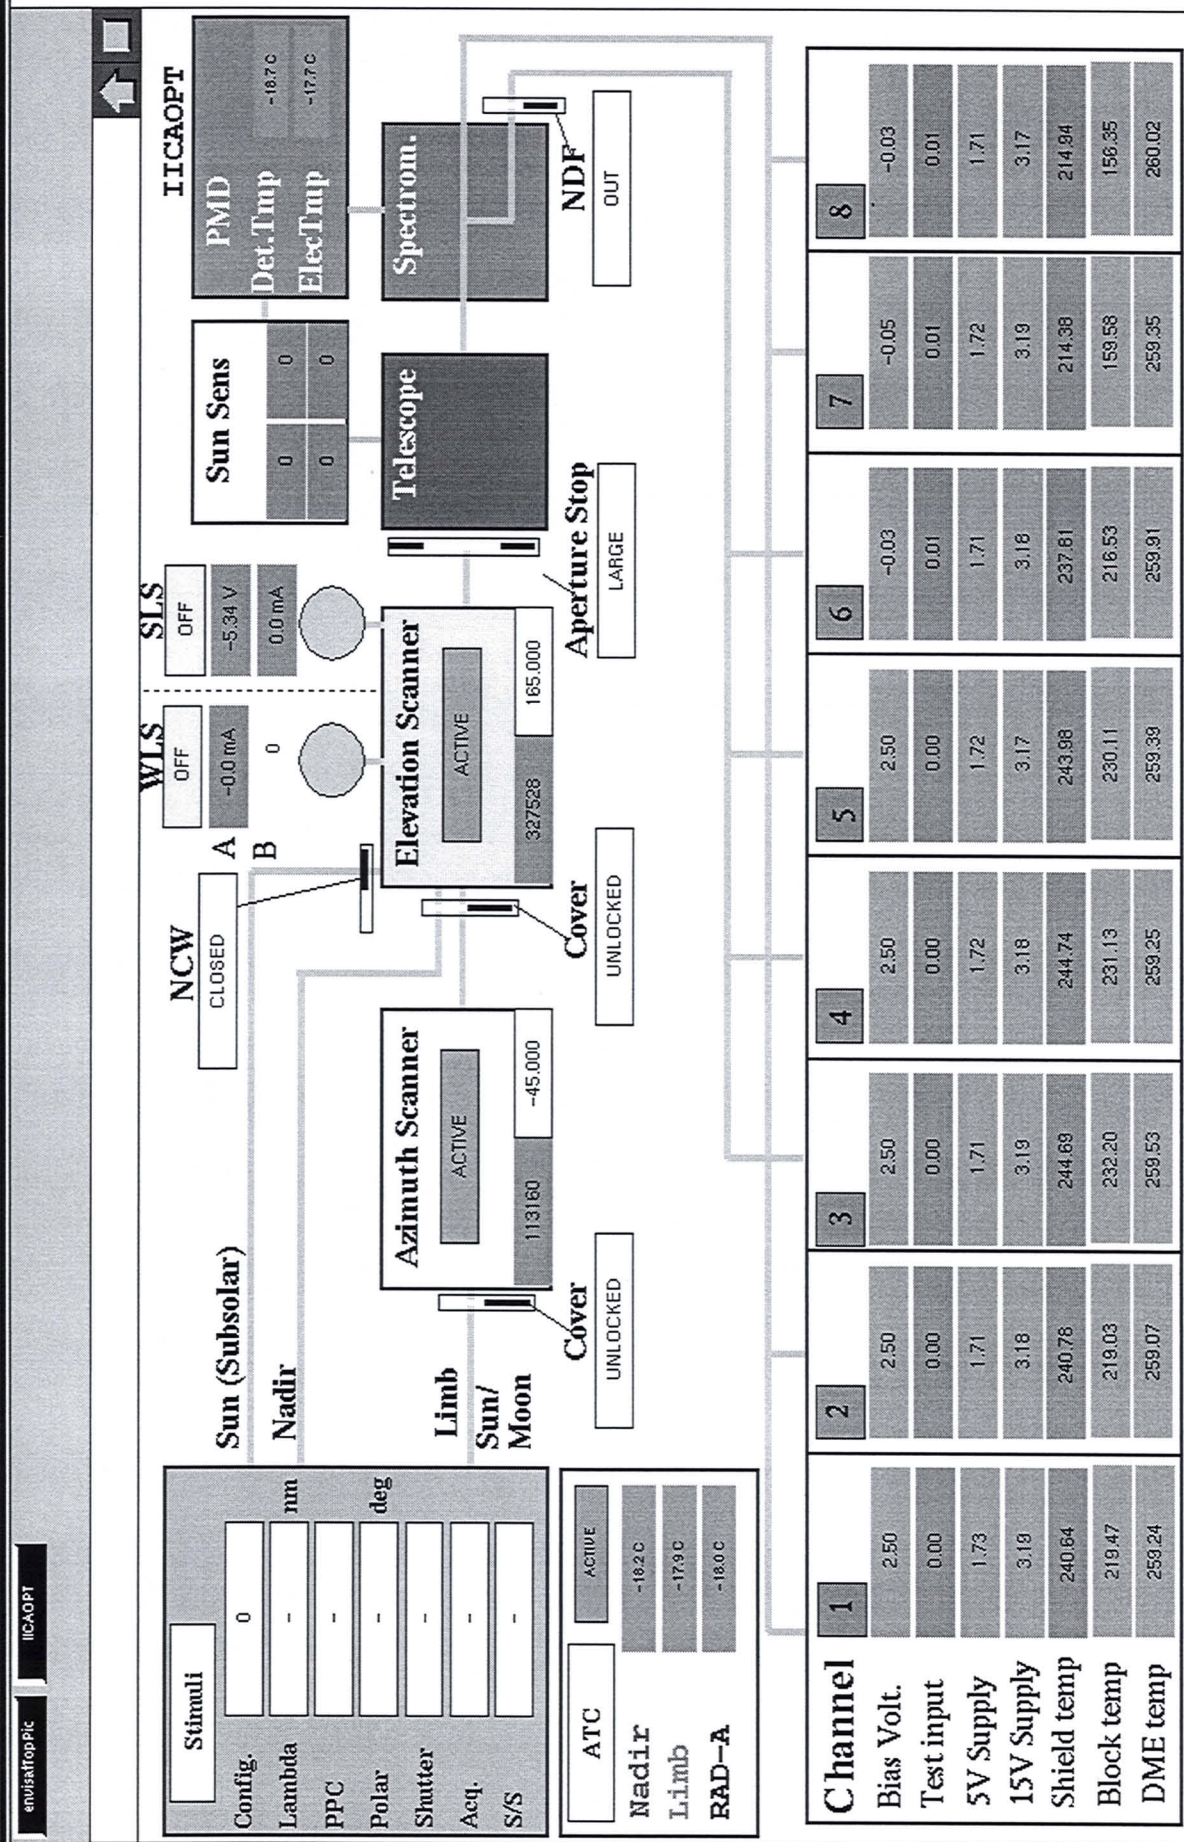 envisatTopPic IICAOPT
IICAOPT
Stimuli
Config. 0
Lambda - nm
PPC -
Polar - deg
Shutter -
Acq. -
S/S -
Sun (Subsolar)
Nadir
Limb
Sun/
Moon
ATC ACTIVE
Nadir -18.2 C
Limb -17.9 C
RAD-A -18.0 C
NCW
CLOSED
WLS
OFF
A -0.0 mA
B 0
SLS
OFF
-5.34 V
0.0 mA
Sun Sens
0 0
0 0
PMD
Det.Tmp -18.7 C
ElecTmp -17.7 C
Azimuth Scanner
ACTIVE
113160 -45.000
Cover
UNLOCKED
Elevation Scanner
ACTIVE
327528 165.000
Cover
UNLOCKED
Telescope
Aperture Stop
LARGE
Spectrom.
NDF
OUT
Channel 1 2 3 4 5 6 7 8
Bias Volt. 2.50 2.50 2.50 2.50 2.50 -0.03 -0.05 -0.03
Test input 0.00 0.00 0.00 0.00 0.00 0.01 0.01 0.01
5V Supply 1.73 1.71 1.71 1.72 1.72 1.71 1.72 1.71
15V Supply 3.19 3.18 3.19 3.18 3.17 3.18 3.19 3.17
Shield temp 240.64 240.78 244.69 244.74 243.98 237.81 214.38 214.94
Block temp 219.47 219.03 232.20 231.13 230.11 216.53 159.58 156.35
DME temp 259.24 259.07 259.53 259.25 259.39 259.91 259.35 260.02